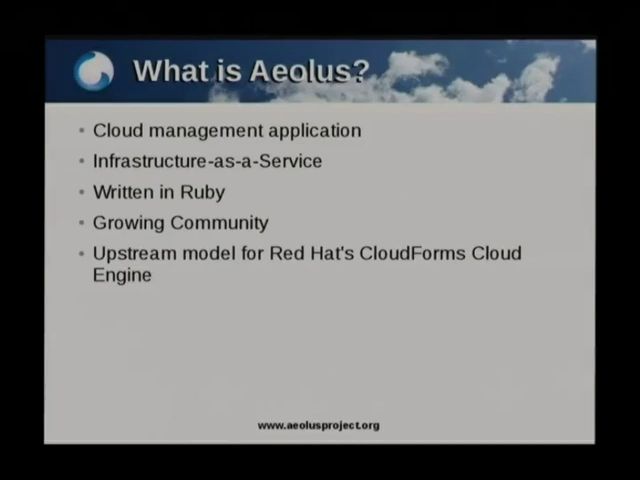 What is Aeolus?
Cloud management application
Infrastructure-as-a-Service
Written in Ruby
Growing Community
Upstream model for Red Hat's CloudForms Cloud
Engine
www.aeolusproject.org